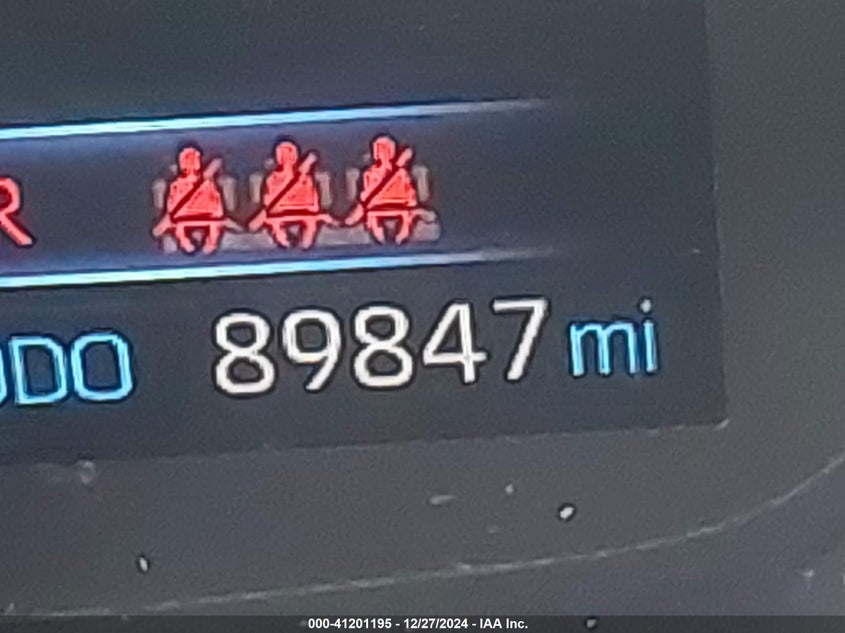 R
ODO 89847 mi
000-41201195 - 12/27/2024 - IAA Inc.